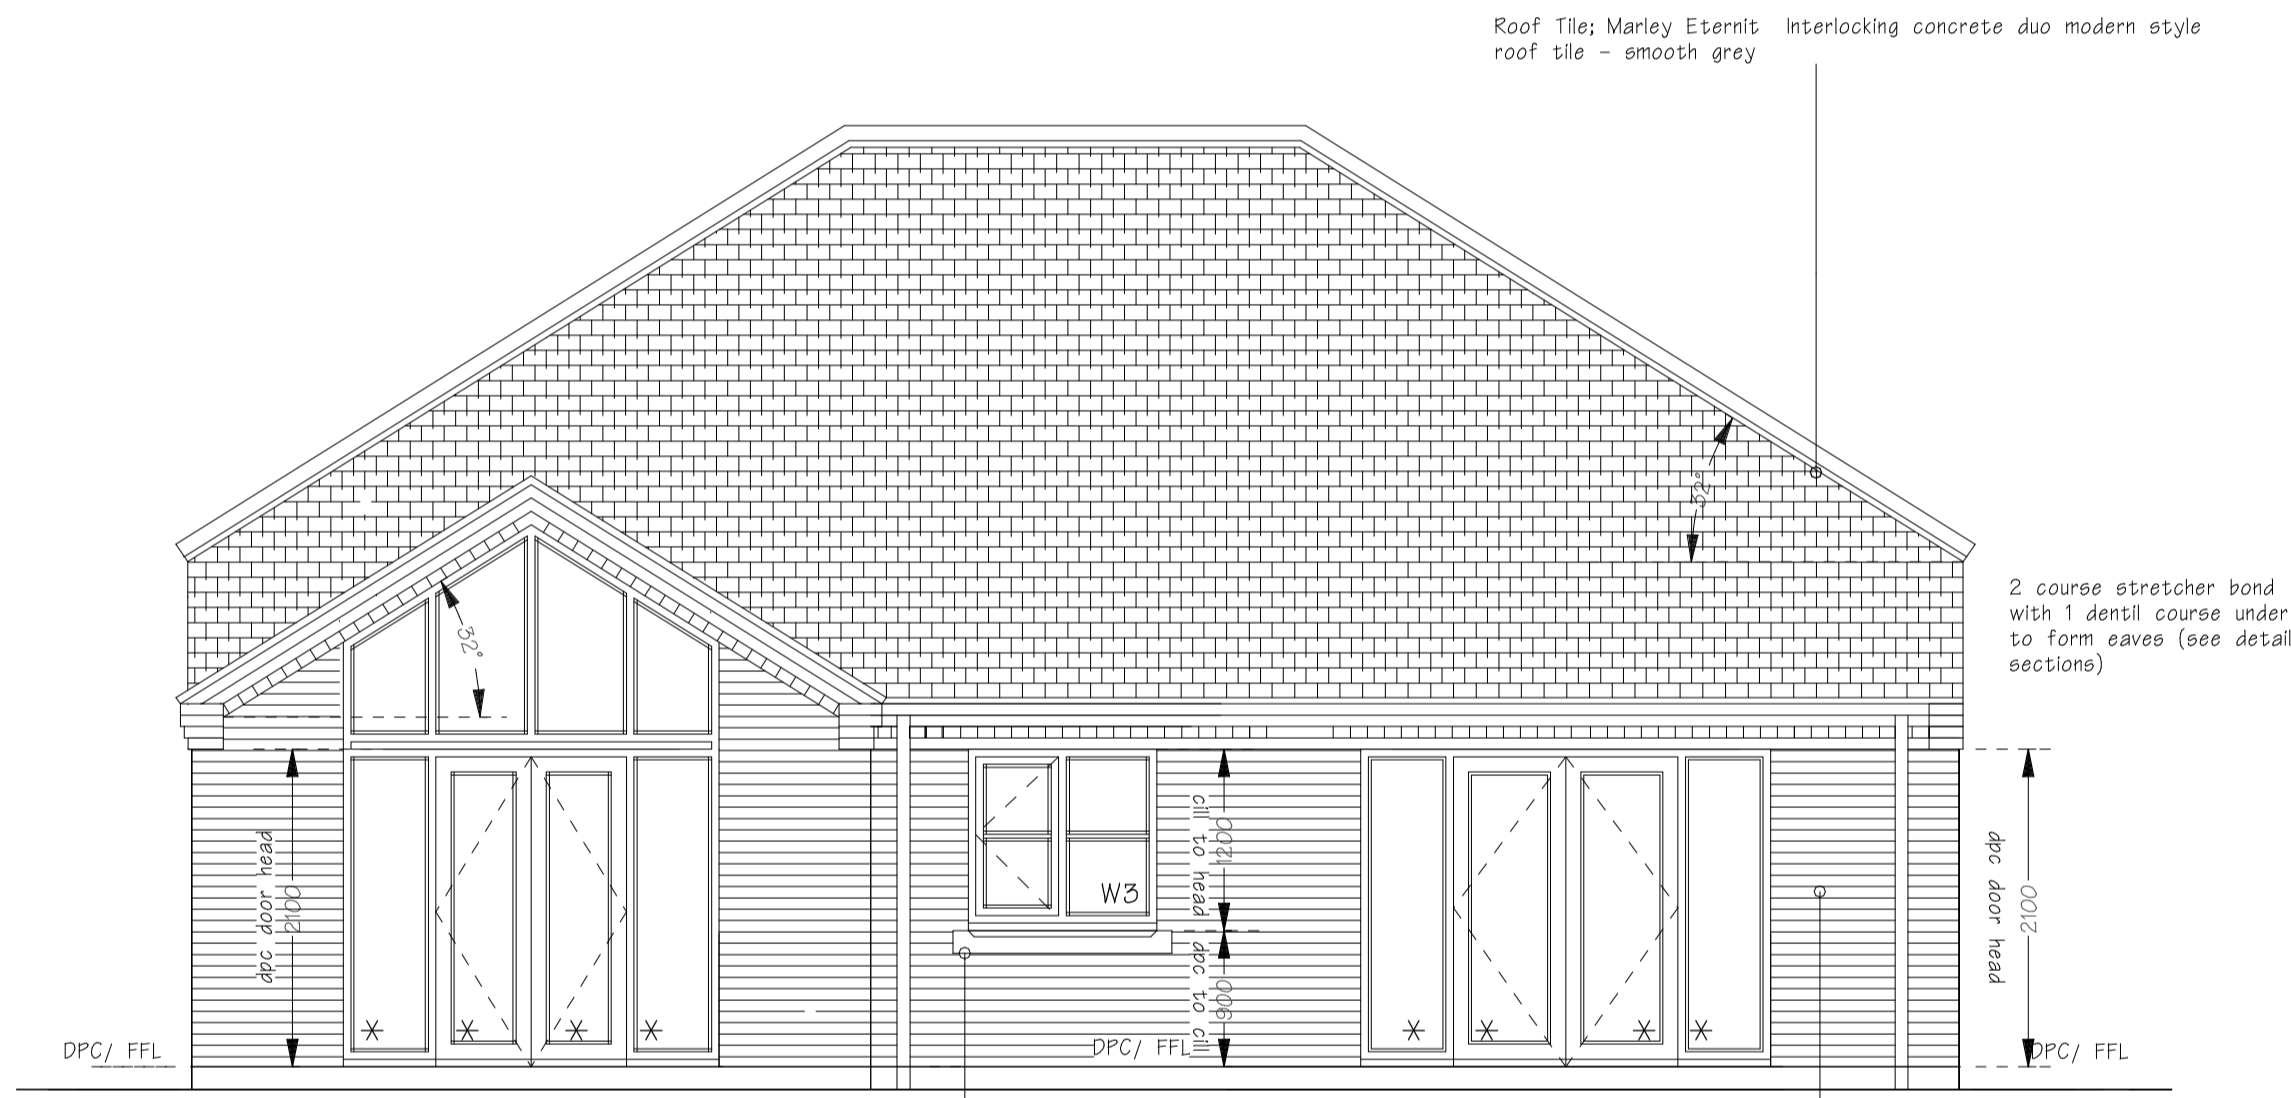 Roof Tile; Marley Eternit Interlocking concrete duo modern style
roof tile - smooth grey
32°
32°
2 course stretcher bond
with 1 dentil course under
to form eaves (see detail
sections)
dpc door head
2100
cill to head
1200
W3
dpc to cill
900
dpc door head
2100
DPC/ FFL
DPC/ FFL
DPC/ FFL